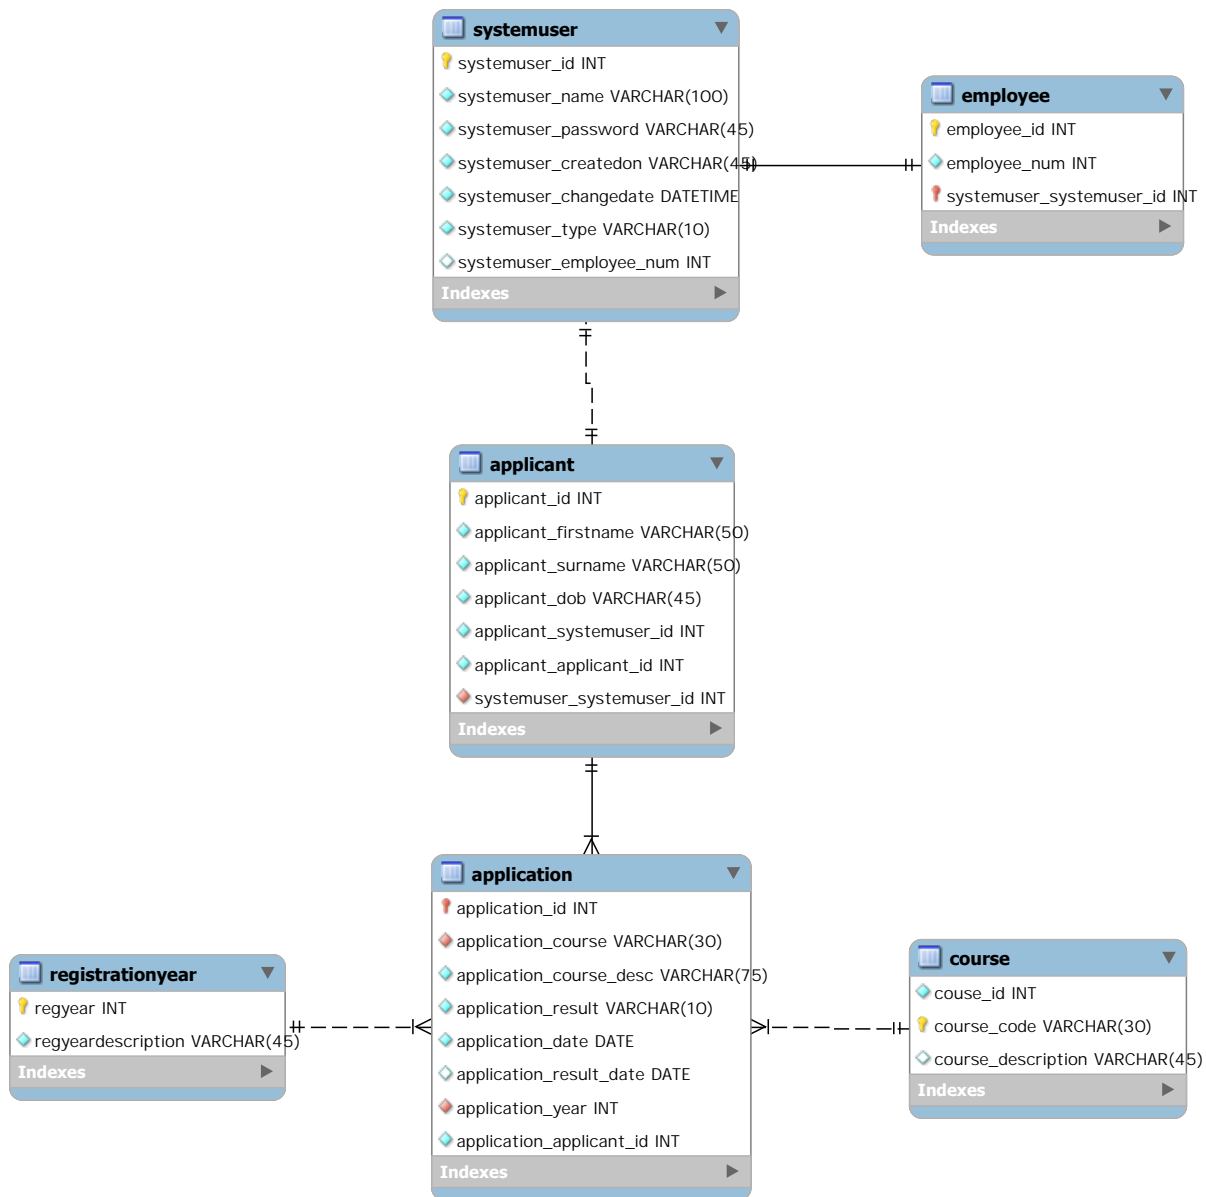 systemuser
systemuser_id INT
systemuser_name VARCHAR(100)
systemuser_password VARCHAR(45)
systemuser_createdon VARCHAR(45)
systemuser_changedate DATETIME
systemuser_type VARCHAR(10)
systemuser_employee_num INT
Indexes
employee
employee_id INT
employee_num INT
systemuser_systemuser_id INT
Indexes
applicant
applicant_id INT
applicant_firstname VARCHAR(50)
applicant_surname VARCHAR(50)
applicant_dob VARCHAR(45)
applicant_systemuser_id INT
applicant_applicant_id INT
systemuser_systemuser_id INT
Indexes
application
application_id INT
application_course VARCHAR(30)
application_course_desc VARCHAR(75)
application_result VARCHAR(10)
application_date DATE
application_result_date DATE
application_year INT
application_applicant_id INT
Indexes
registrationyear
regyear INT
regyeardescription VARCHAR(45)
Indexes
course
couse_id INT
course_code VARCHAR(30)
course_description VARCHAR(45)
Indexes